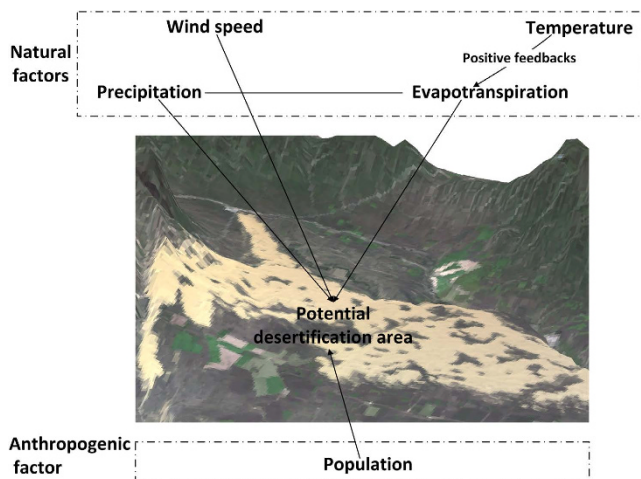 Wind speed
Temperature
Natural
factors
Positive feedbacks
Precipitation
Evapotranspiration
Potential
desertification area
Anthropogenic
factor
Population